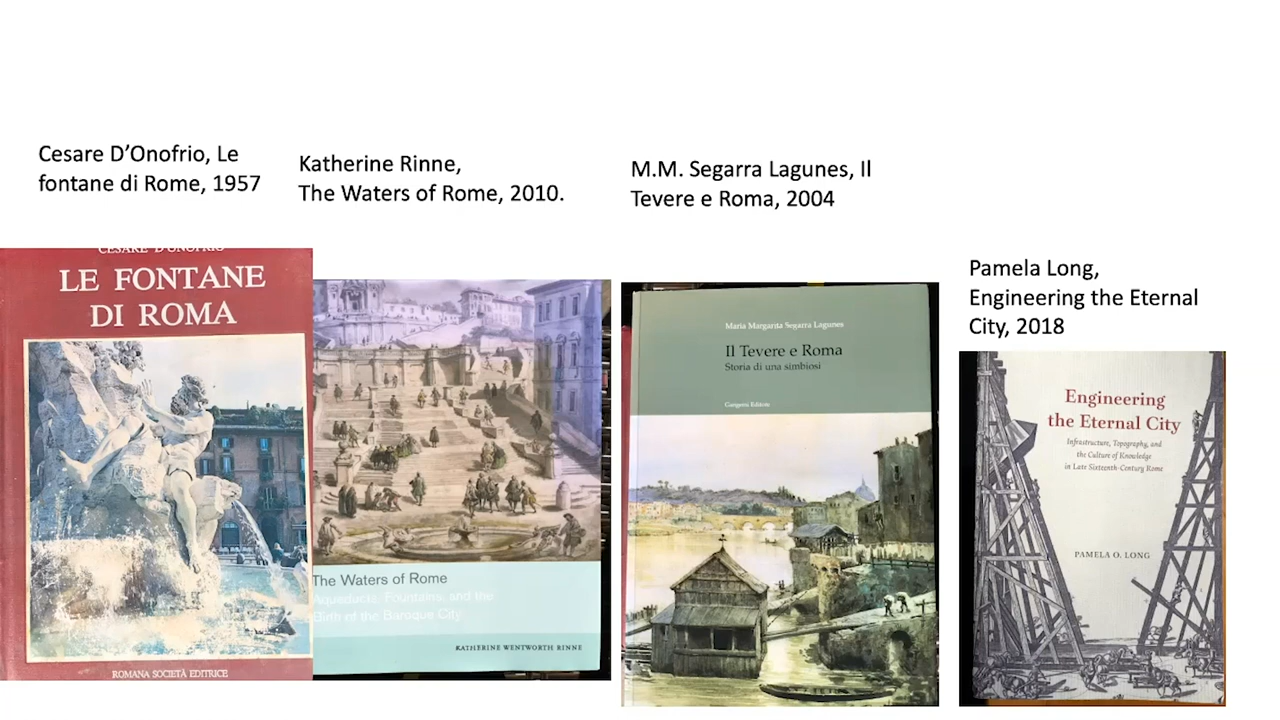 Cesare D’Onofrio, Le
fontane di Rome, 1957
Katherine Rinne,
The Waters of Rome, 2010.
M.M. Segarra Lagunes, Il
Tevere e Roma, 2004
Pamela Long,
Engineering the Eternal
City, 2018
CESARE D'ONOFRIO
LE FONTANE
DI ROMA
ROMANA SOCIETÀ EDITRICE
The Waters of Rome
Aqueducts, Fountains, and the
Birth of the Baroque City
KATHERINE WENTWORTH RINNE
Maria Margarita Segarra Lagunes
Il Tevere e Roma
Storia di una simbiosi
Gangemi Editore
Engineering
the Eternal City
Infrastructure, Topography, and
the Culture of Knowledge
in Late Sixteenth-Century Rome
PAMELA O. LONG